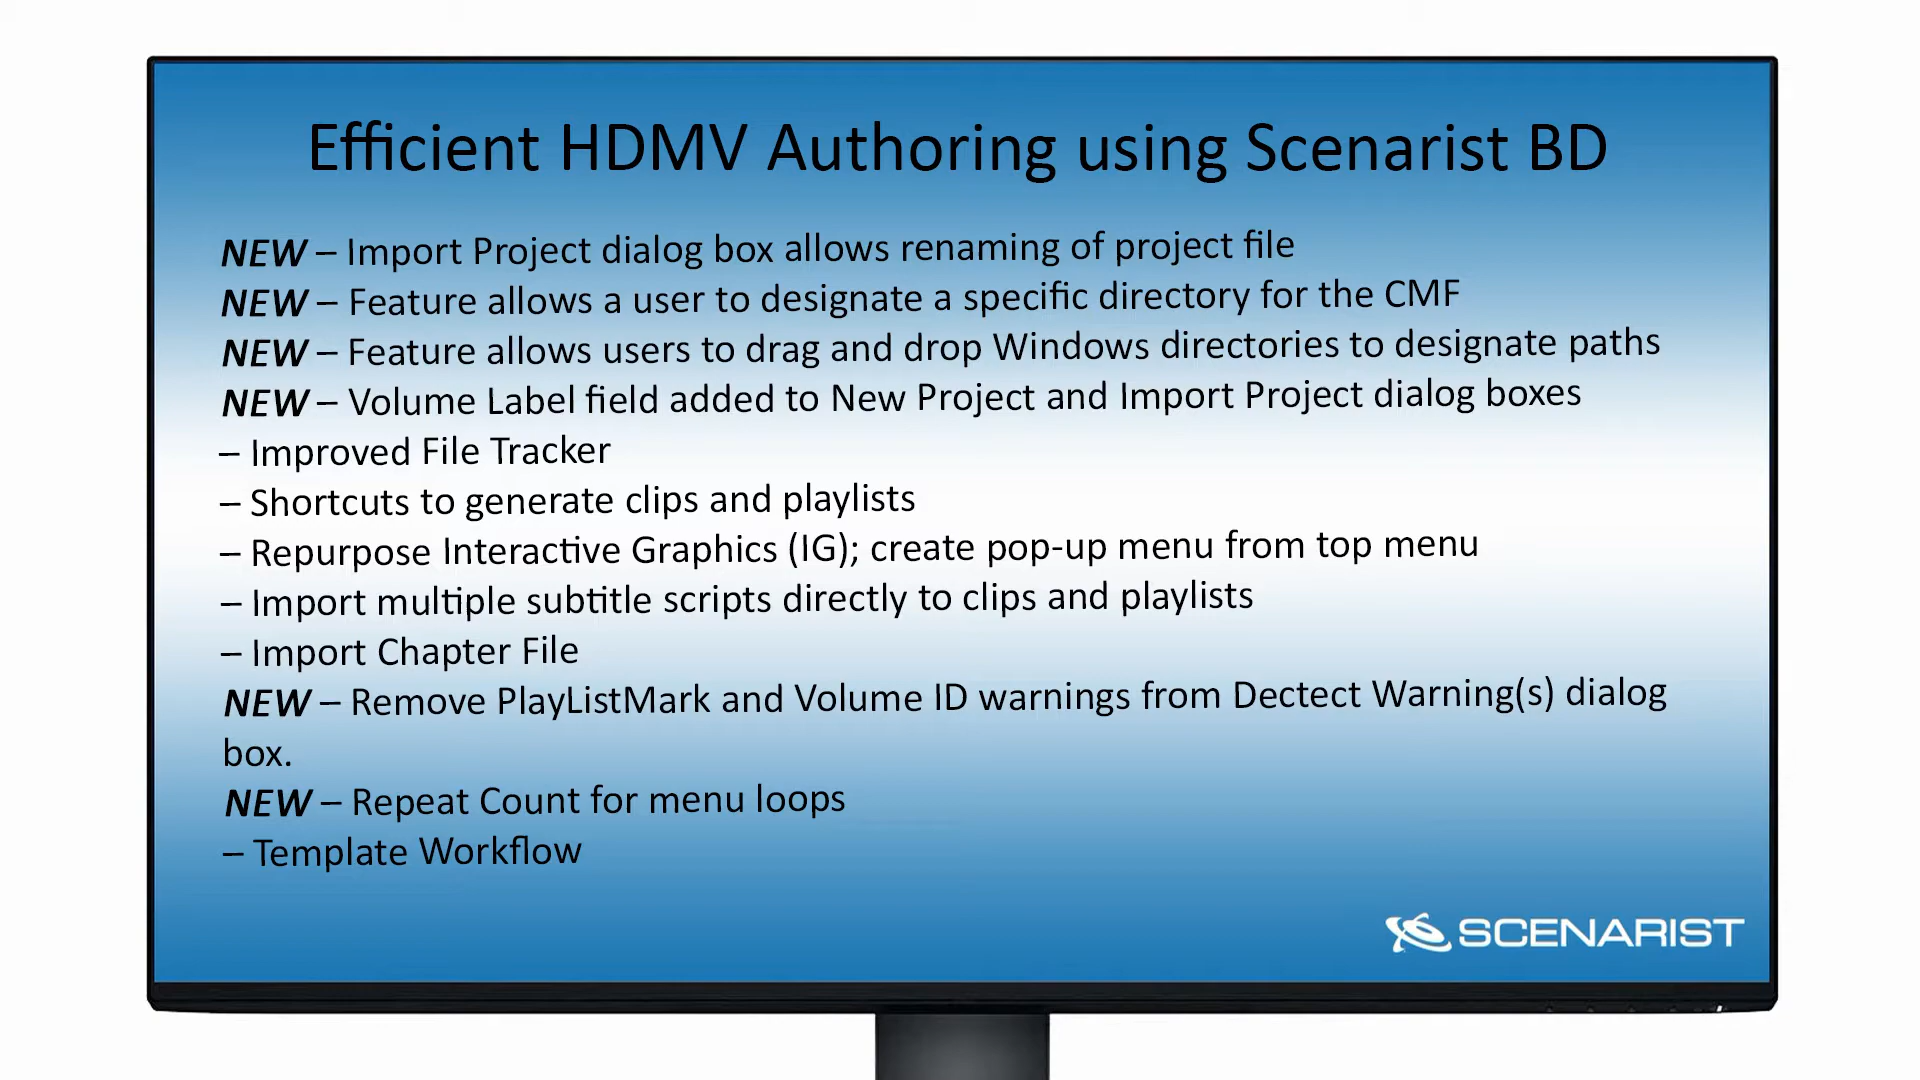 Efficient HDMV Authoring using Scenarist BD
NEW – Import Project dialog box allows renaming of project file
NEW – Feature allows a user to designate a specific directory for the CMF
NEW – Feature allows users to drag and drop Windows directories to designate paths
NEW – Volume Label field added to New Project and Import Project dialog boxes
– Improved File Tracker
– Shortcuts to generate clips and playlists
– Repurpose Interactive Graphics (IG); create pop-up menu from top menu
– Import multiple subtitle scripts directly to clips and playlists
– Import Chapter File
NEW – Remove PlayListMark and Volume ID warnings from Dectect Warning(s) dialog
box.
NEW – Repeat Count for menu loops
– Template Workflow
SCENARIST